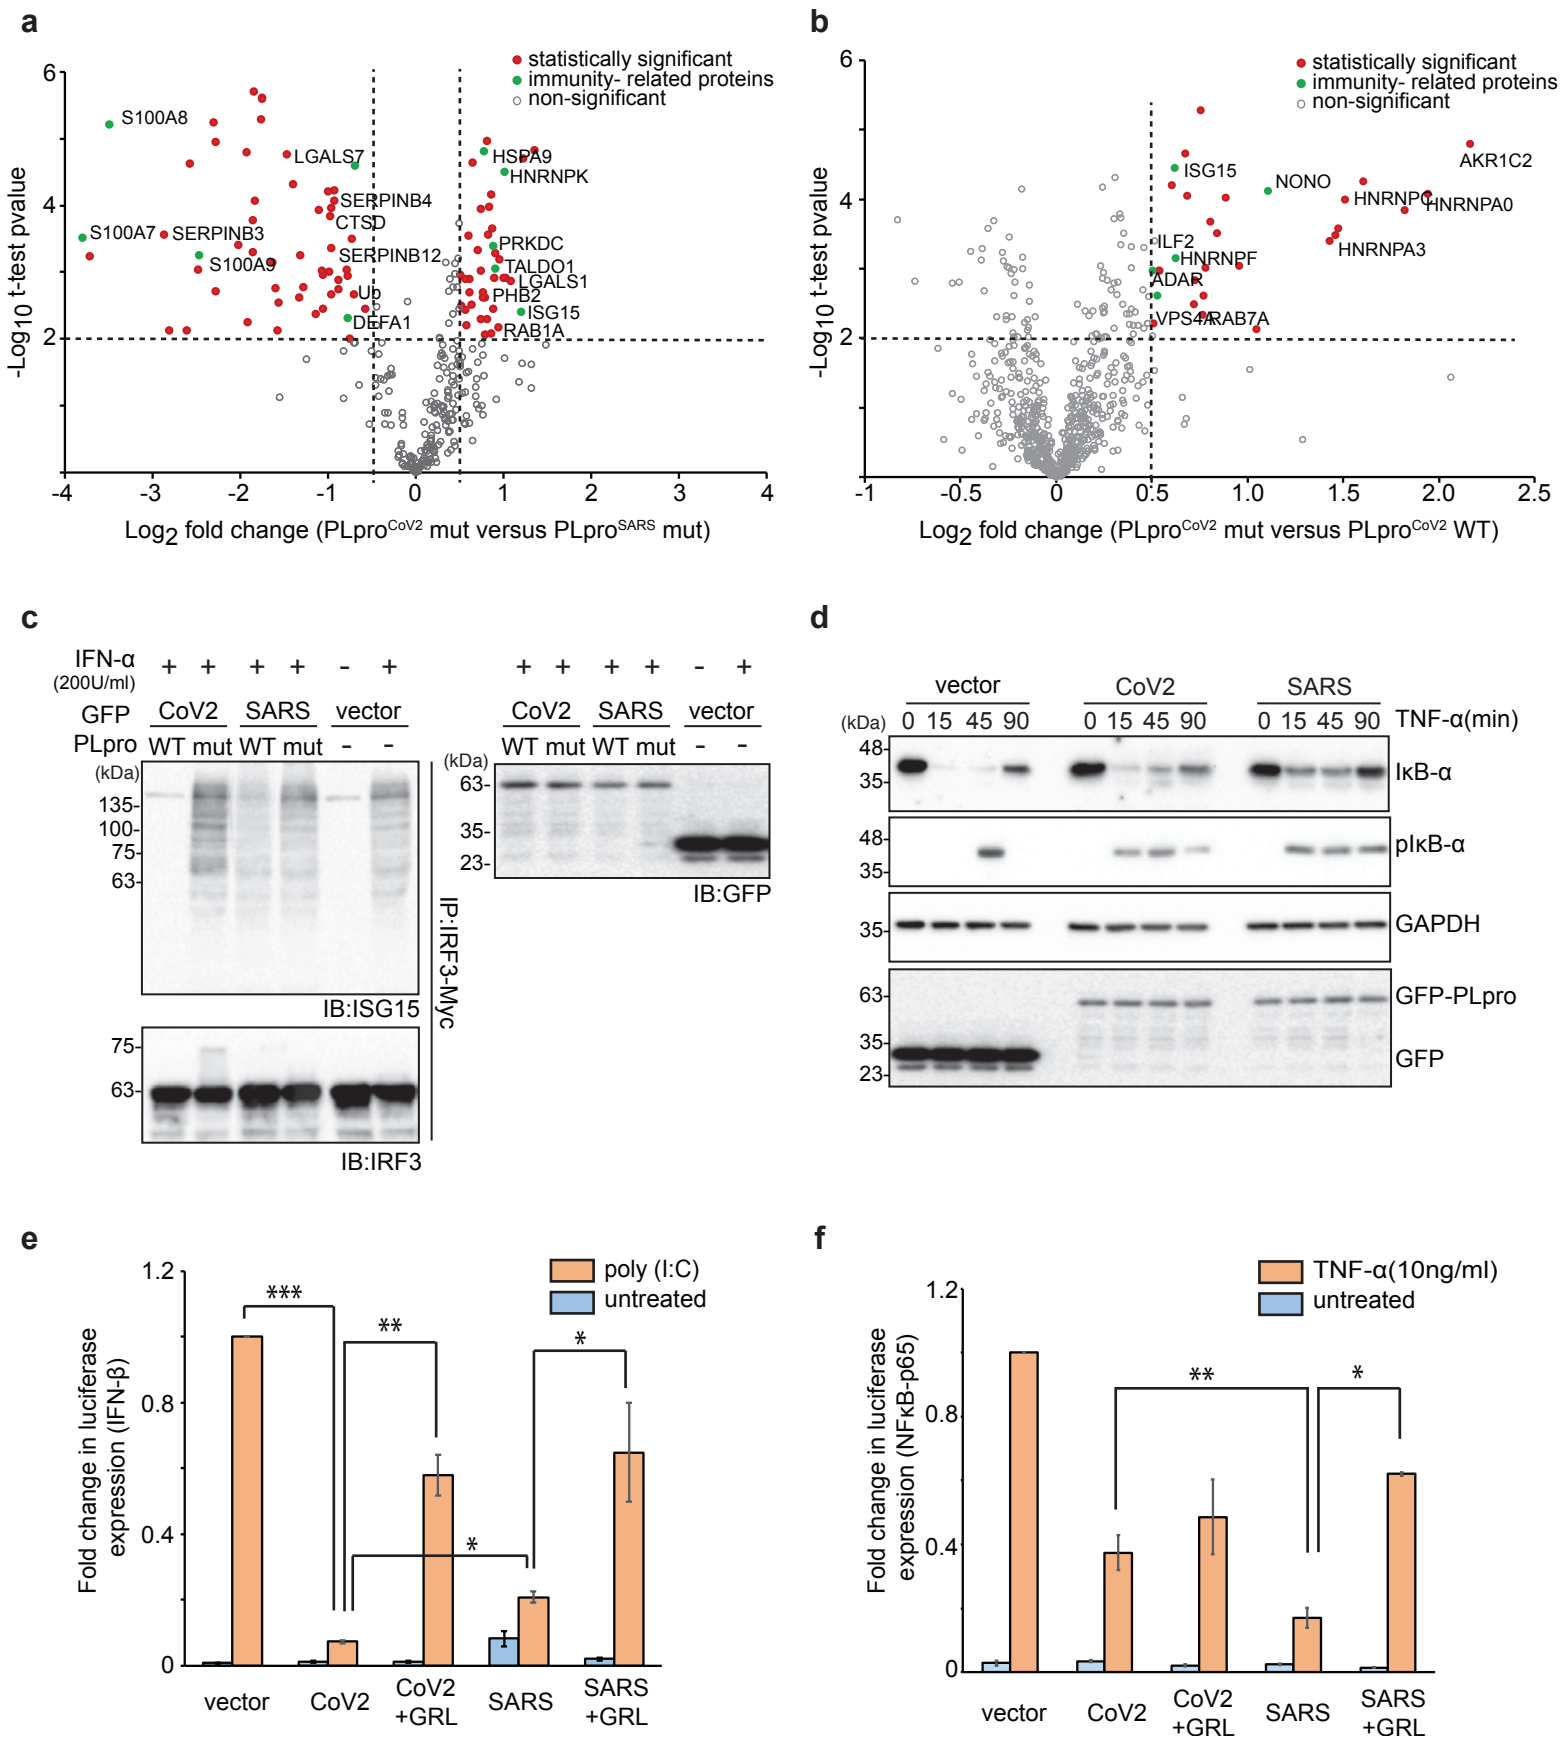 a
statistically significant
immunity- related proteins
non-significant
6
4
2
-Log10 t-test pvalue
S100A8
LGALS7
HSPA9
HNRNPK
SERPINB4
CTSD
S100A7
SERPINB3
S100A9
SERPINB12
PRKDC
TALDO1
LGALS1
Ub
PHB2
DEFA1
ISG15
RAB1A
-4 -3 -2 -1 0 1 2 3 4
Log2 fold change (PLproCoV2 mut versus PLproSARS mut)
b
statistically significant
immunity- related proteins
non-significant
6
4
2
-Log10 t-test pvalue
AKR1C2
ISG15
NONO
HNRNPC
HNRNPA0
ILF2
HNRNPF
HNRNPA3
ADAR
VPS4A
RAB7A
-1 -0.5 0 0.5 1.0 1.5 2.0 2.5
Log2 fold change (PLproCoV2 mut versus PLproCoV2 WT)
c
IFN-α + + + + - +
(200U/ml)
GFP CoV2 SARS vector
PLpro WT mut WT mut - -
(kDa)
135-
100-
75-
63-
IB:ISG15
75-
63-
IB:IRF3
IP:IRF3-Myc
+ + + + - +
CoV2 SARS vector
WT mut WT mut - -
(kDa)
63-
35-
23-
IB:GFP
d
vector CoV2 SARS
(kDa) 0 15 45 90 0 15 45 90 0 15 45 90 TNF-α(min)
48-
35-
IκB-α
48-
35-
pIκB-α
35-
GAPDH
63-
GFP-PLpro
35-
GFP
23-
e
poly (I:C)
untreated
1.2
0.8
0.4
0
Fold change in luciferase
expression (IFN-β)
***
**
*
*
vector CoV2 CoV2 SARS SARS
+GRL +GRL
f
TNF-α(10ng/ml)
untreated
1.2
0.8
0.4
0
Fold change in luciferase
expression (NFκB-p65)
**
*
vector CoV2 CoV2 SARS SARS
+GRL +GRL